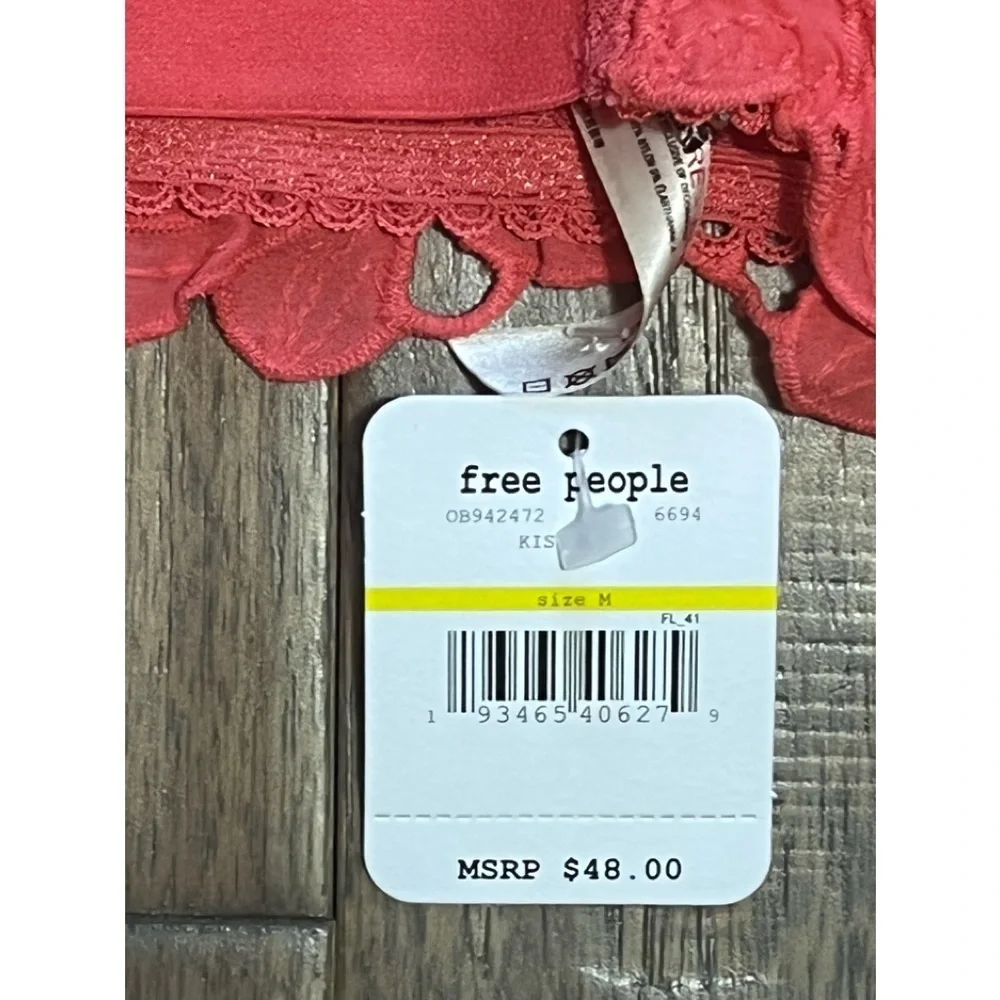 free people
OB942472 6694
KIS
size M
FL_41
1 93465 40627 9
MSRP $48.00